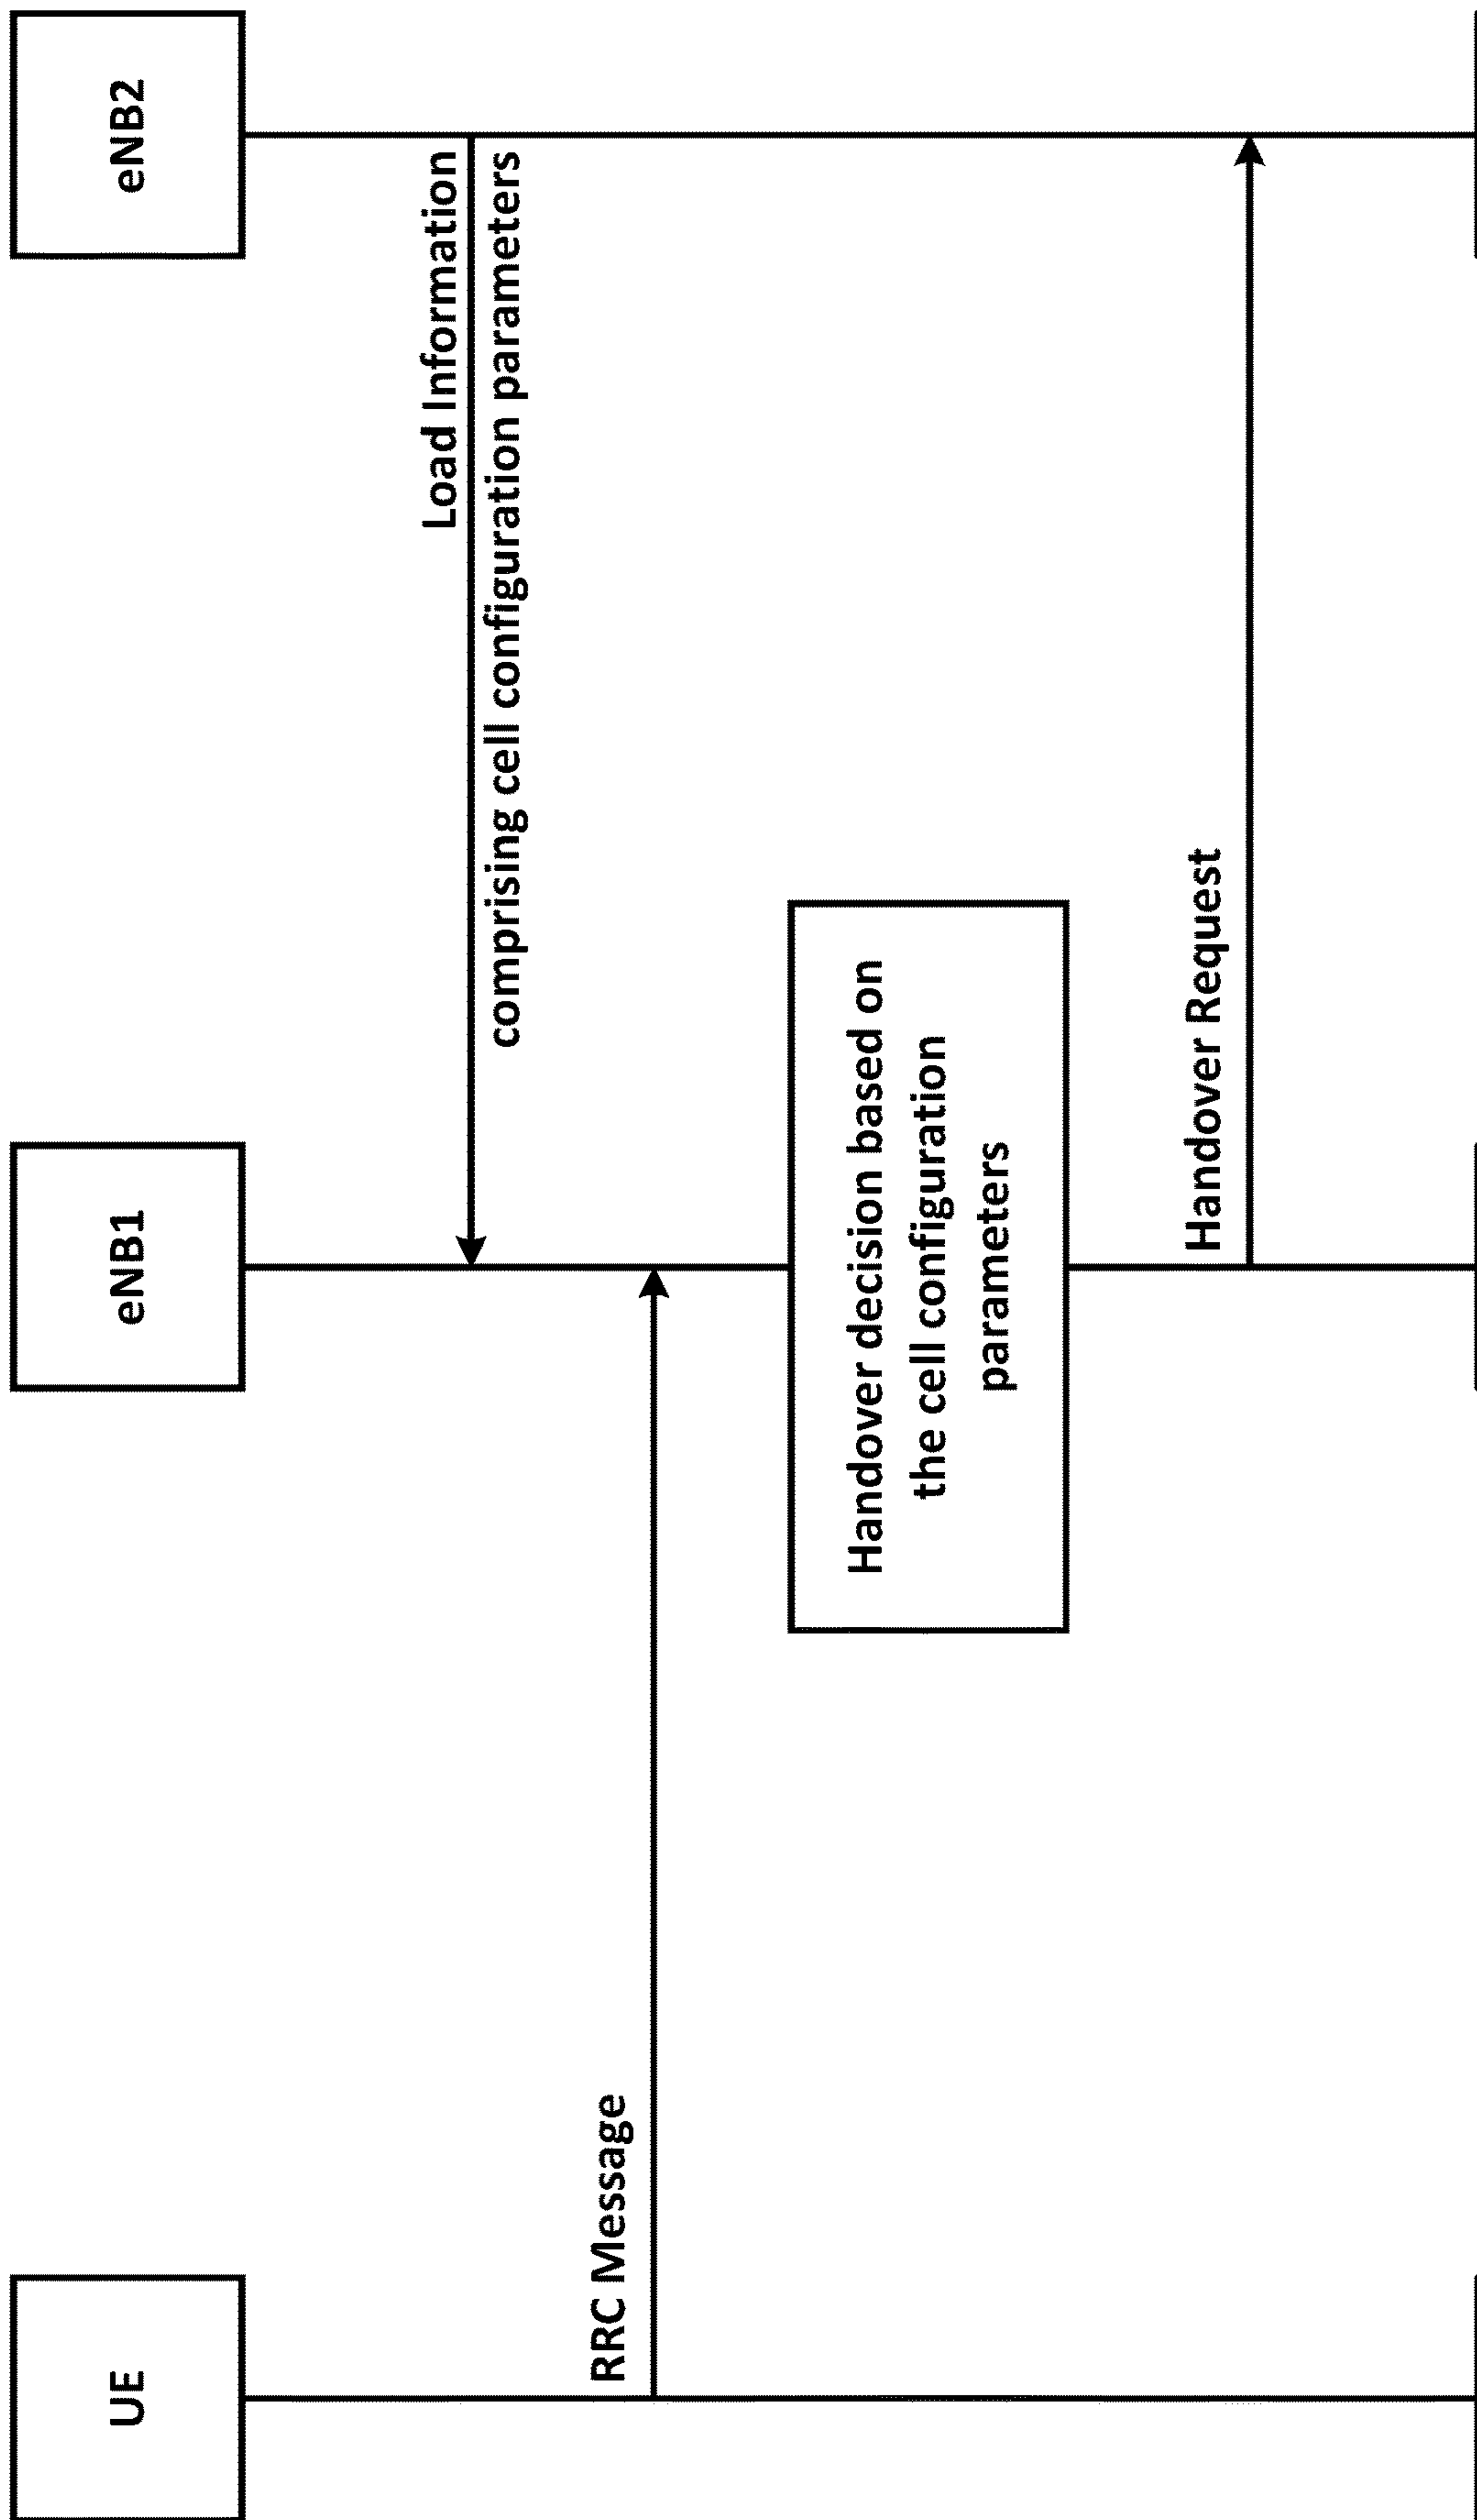 UE
eNB1
eNB2
Load Information
comprising cell configuration parameters
RRC Message
Handover decision based on
the cell configuration
parameters
Handover Request